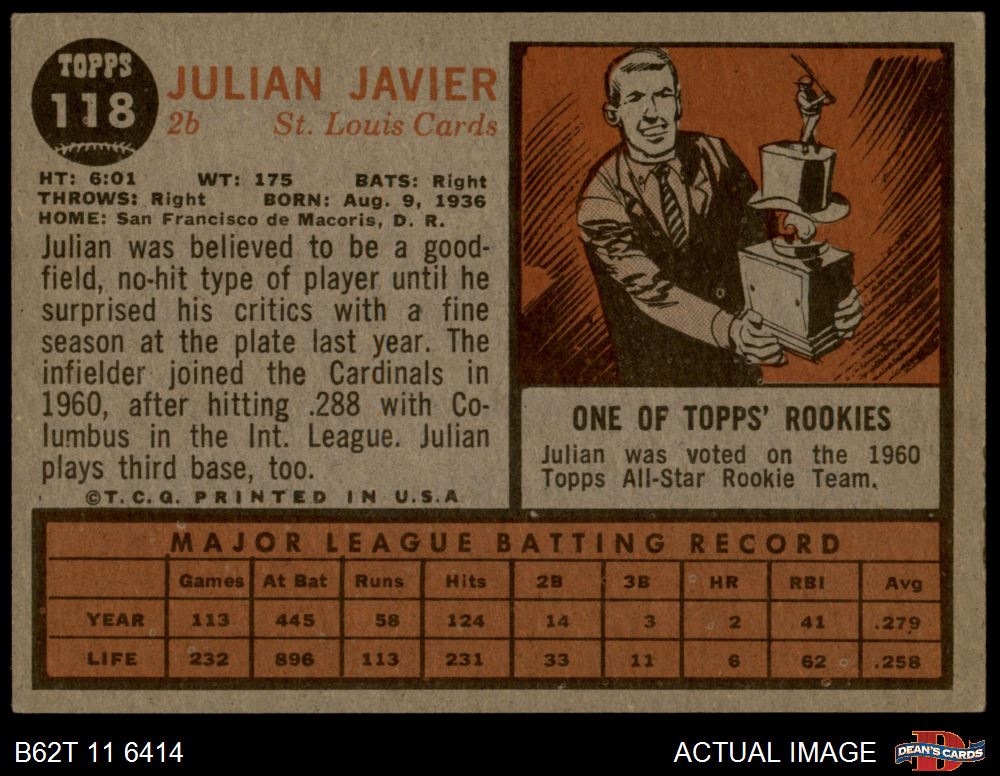 TOPPS
118
JULIAN JAVIER
2b St. Louis Cards
HT: 6:01 WT: 175 BATS: Right
THROWS: Right BORN: Aug. 9, 1936
HOME: San Francisco de Macoris, D. R.
Julian was believed to be a good-
field, no-hit type of player until he
surprised his critics with a fine
season at the plate last year. The
infielder joined the Cardinals in
1960, after hitting .288 with Co-
lumbus in the Int. League. Julian
plays third base, too.
©T.C.G. PRINTED IN U.S.A.
ONE OF TOPPS' ROOKIES
Julian was voted on the 1960
Topps All-Star Rookie Team.
MAJOR LEAGUE BATTING RECORD
Games At Bat Runs Hits 2B 3B HR RBI Avg
YEAR 113 445 58 124 14 3 2 41 .279
LIFE 232 896 113 231 33 11 6 62 .258
B62T 11 6414
ACTUAL IMAGE
D
DEAN'S CARDS